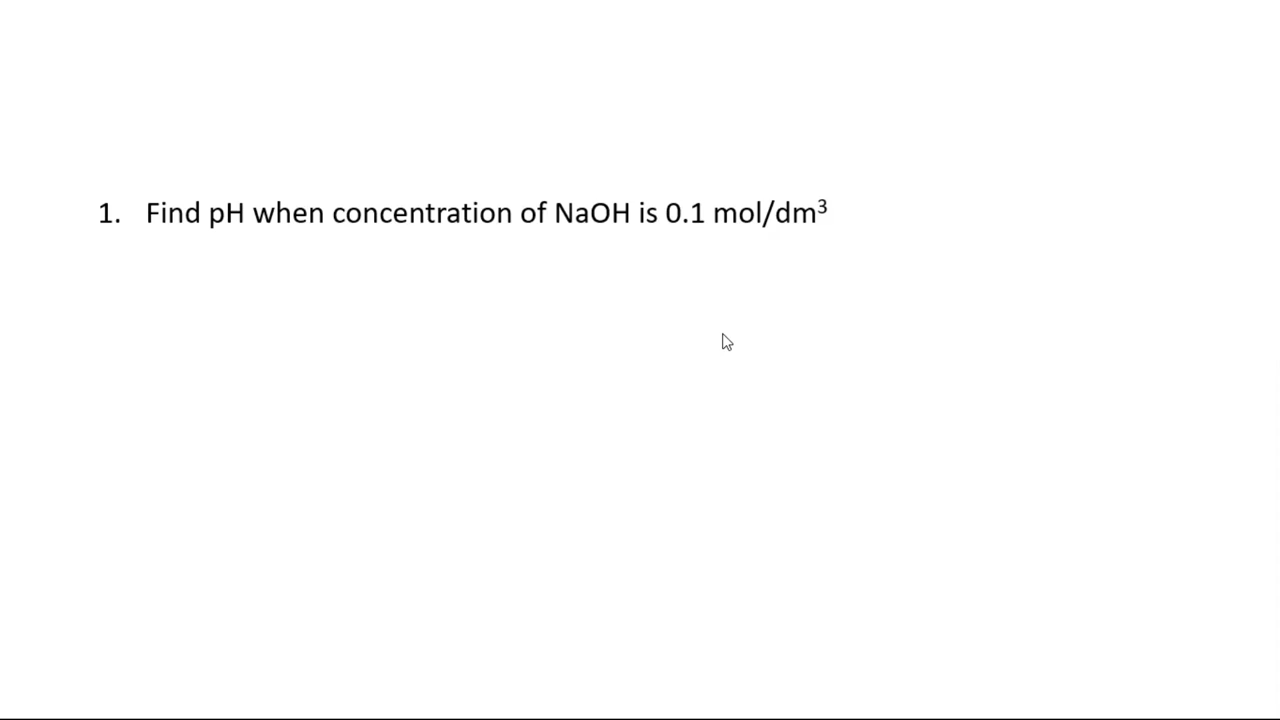 1. Find pH when concentration of NaOH is 0.1 mol/dm³